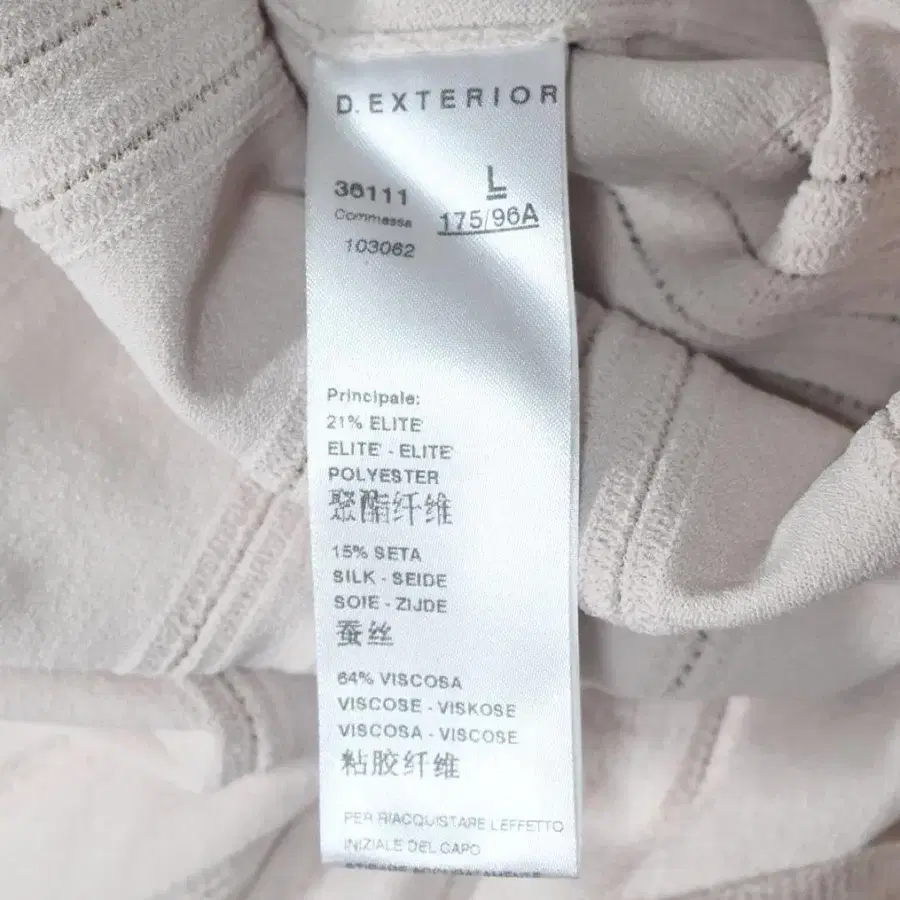 D. EXTERIOR
36111
Commessa
103062
L
175/96A
Principale:
21% ELITE
ELITE - ELITE
POLYESTER
聚酯纤维
15% SETA
SILK - SEIDE
SOIE - ZIJDE
蚕丝
64% VISCOSA
VISCOSE - VISKOSE
VISCOSA - VISCOSE
粘胶纤维
PER RIACQUISTARE L'EFFETTO
INIZIALE DEL CAPO